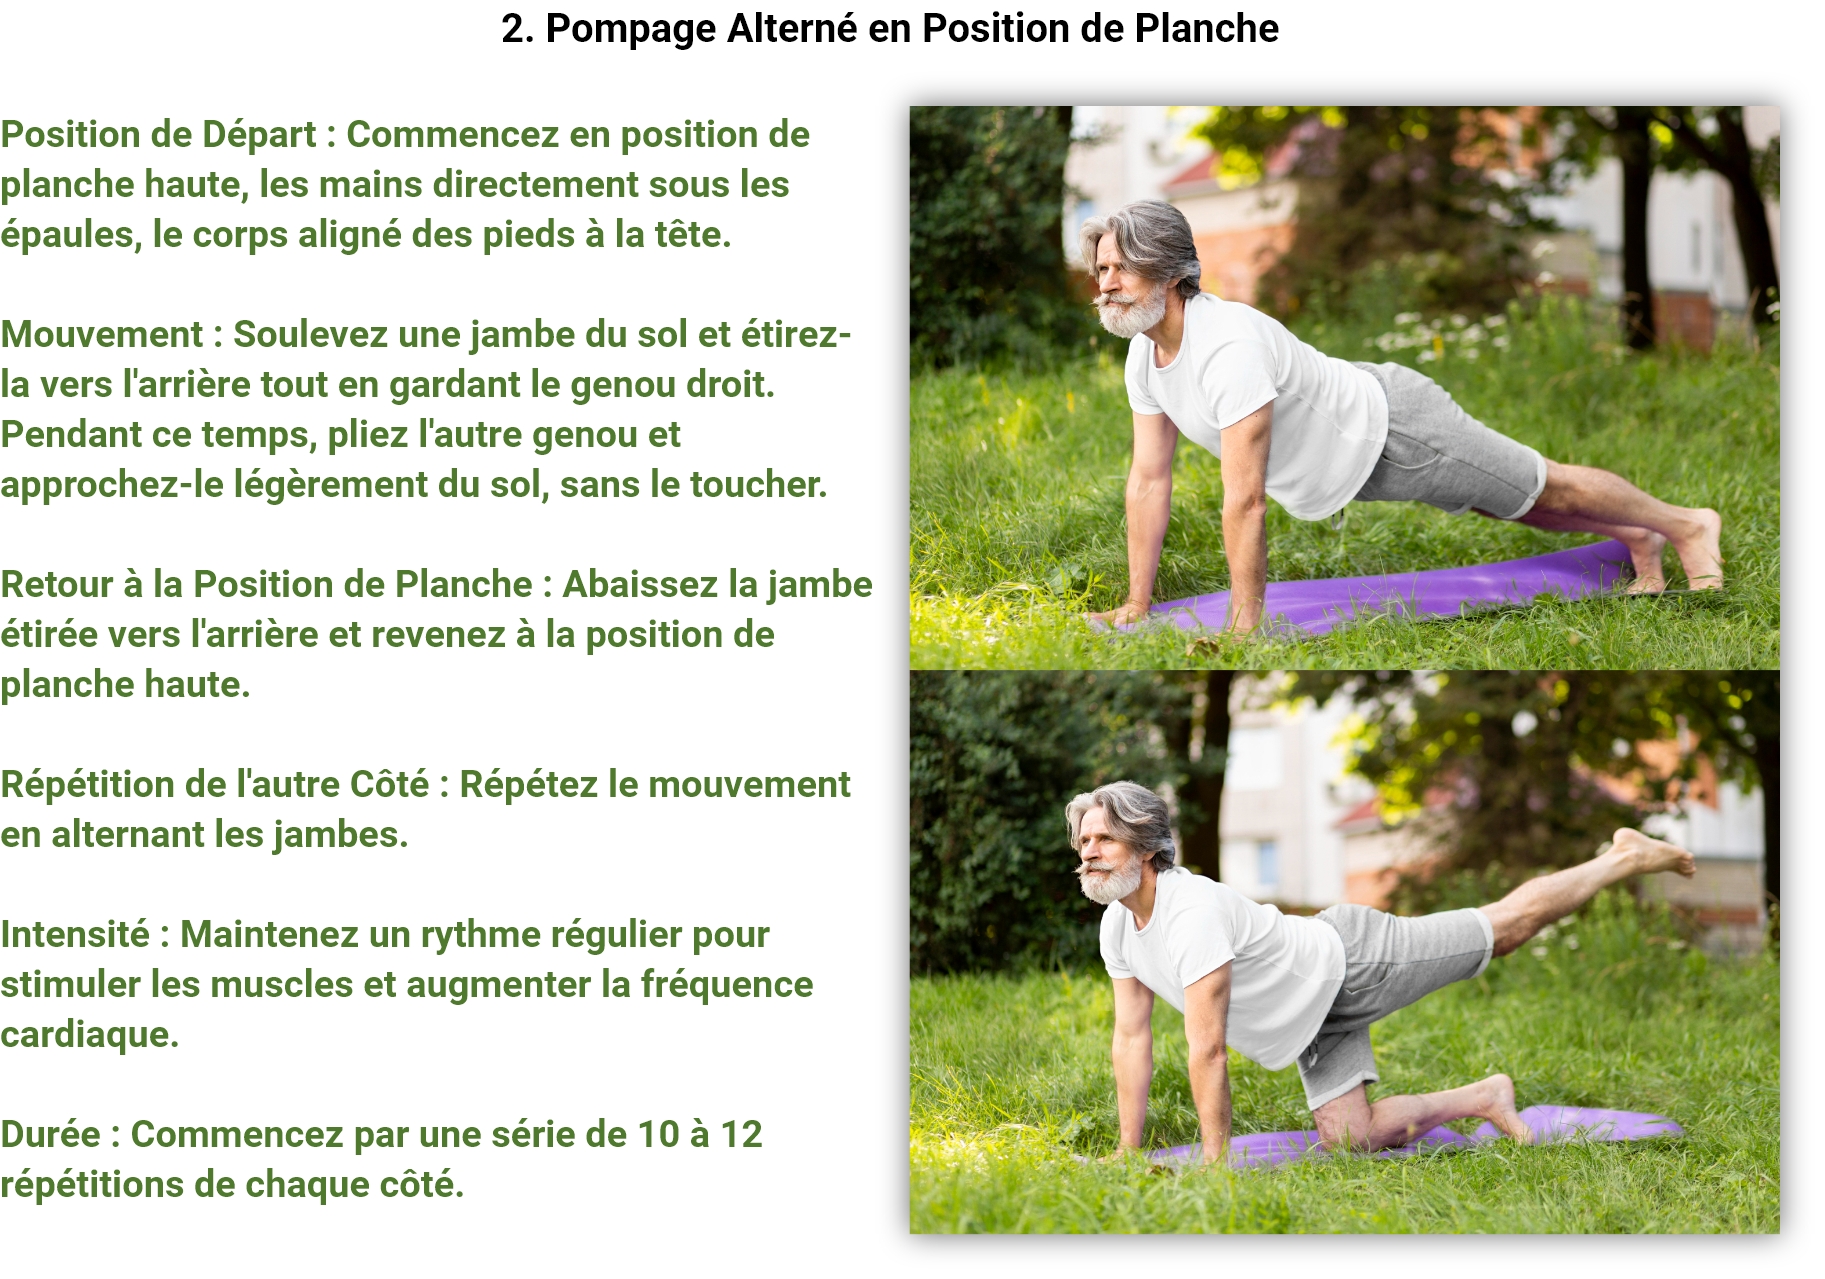 2. Pompage Alterné en Position de Planche
Position de Départ : Commencez en position de
planche haute, les mains directement sous les
épaules, le corps aligné des pieds à la tête.
Mouvement : Soulevez une jambe du sol et étirez-
la vers l'arrière tout en gardant le genou droit.
Pendant ce temps, pliez l'autre genou et
approchez-le légèrement du sol, sans le toucher.
Retour à la Position de Planche : Abaissez la jambe
étirée vers l'arrière et revenez à la position de
planche haute.
Répétition de l'autre Côté : Répétez le mouvement
en alternant les jambes.
Intensité : Maintenez un rythme régulier pour
stimuler les muscles et augmenter la fréquence
cardiaque.
Durée : Commencez par une série de 10 à 12
répétitions de chaque côté.